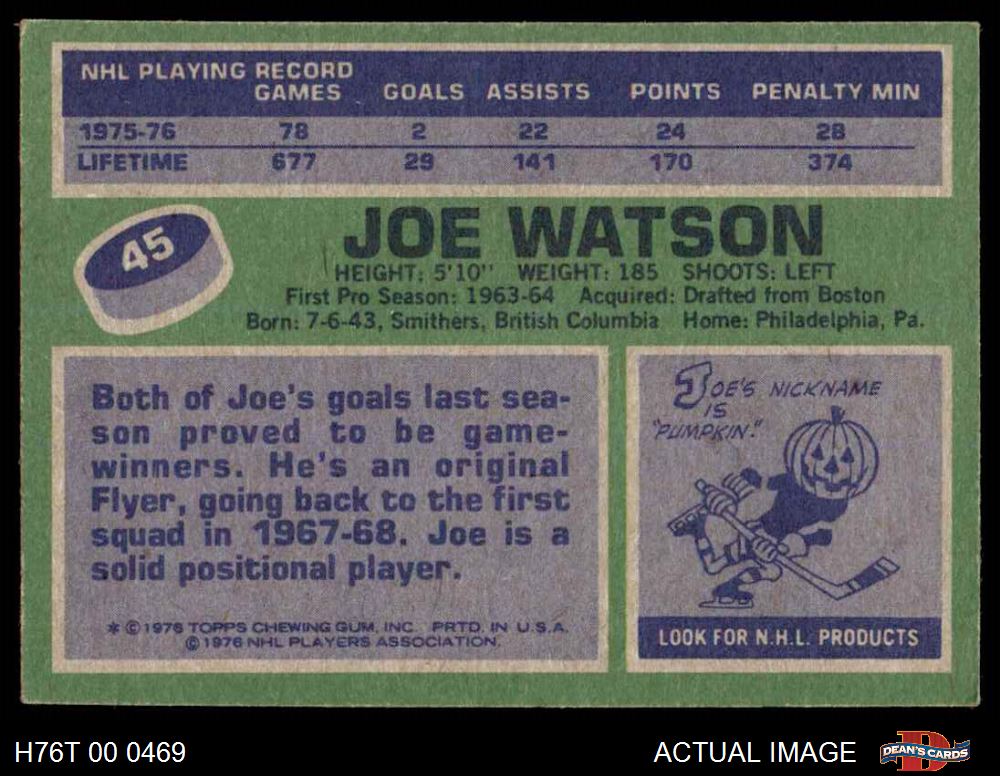 NHL PLAYING RECORD
GAMES GOALS ASSISTS POINTS PENALTY MIN
1975-76 78 2 22 24 28
LIFETIME 677 29 141 170 374
45
JOE WATSON
HEIGHT: 5'10" WEIGHT: 185 SHOOTS: LEFT
First Pro Season: 1963-64 Acquired: Drafted from Boston
Born: 7-6-43, Smithers, British Columbia Home: Philadelphia, Pa.
Both of Joe's goals last sea-
son proved to be game-
winners. He's an original
Flyer, going back to the first
squad in 1967-68. Joe is a
solid positional player.
* © 1976 TOPPS CHEWING GUM, INC. PRTD. IN U.S.A.
© 1976 NHL PLAYERS ASSOCIATION.
JOE'S NICKNAME
IS
"PUMPKIN."
LOOK FOR N.H.L. PRODUCTS
H76T 00 0469
ACTUAL IMAGE
D
DEAN'S CARDS